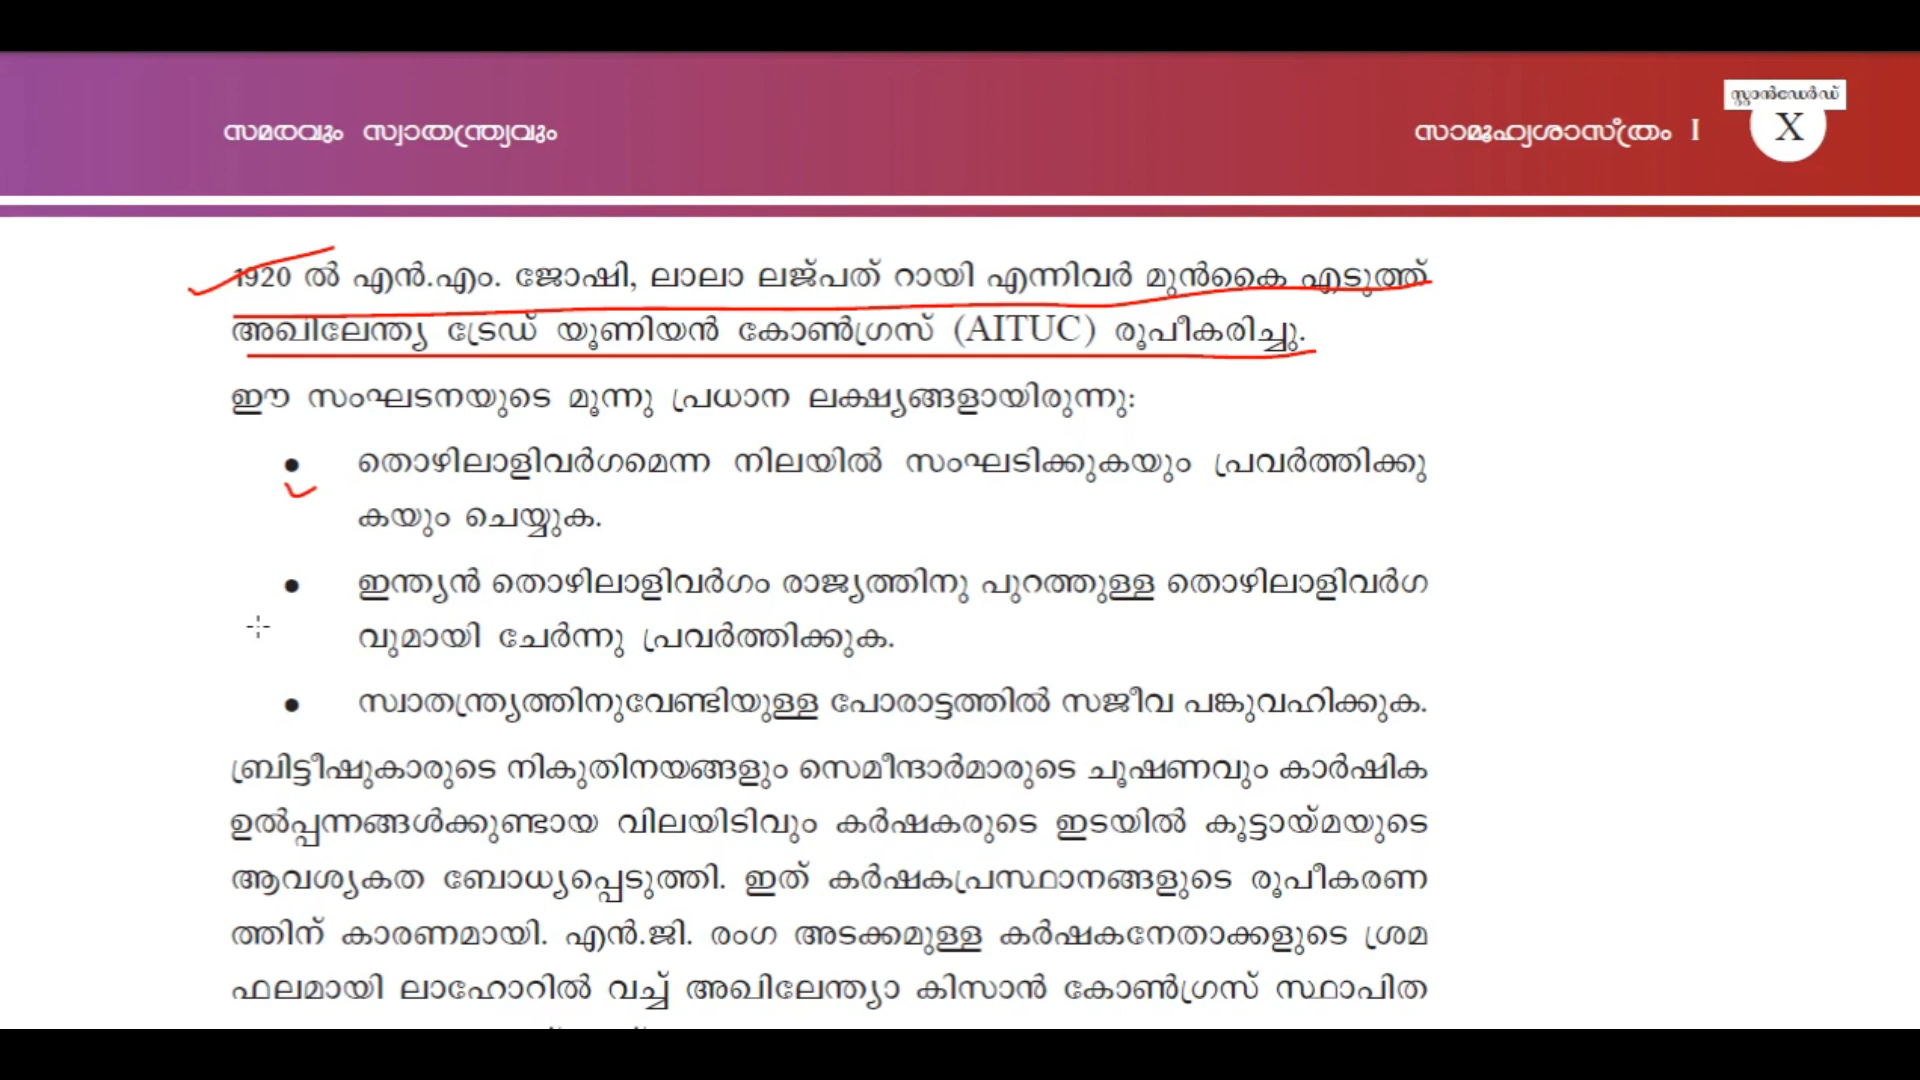 സമരവും സ്വാതന്ത്ര്യവും
സാമൂഹ്യശാസ്ത്രം I
സ്റ്റാൻഡേർഡ്
X
1920 ൽ എൻ.എം. ജോഷി, ലാലാ ലജ്പത് റായി എന്നിവർ മുൻകൈ എടുത്ത്
അഖിലേന്ത്യ ട്രേഡ് യൂണിയൻ കോൺഗ്രസ് (AITUC) രൂപീകരിച്ചു.
ഈ സംഘടനയുടെ മൂന്നു പ്രധാന ലക്ഷ്യങ്ങളായിരുന്നു:
• തൊഴിലാളിവർഗമെന്ന നിലയിൽ സംഘടിക്കുകയും പ്രവർത്തിക്കു
കയും ചെയ്യുക.
• ഇന്ത്യൻ തൊഴിലാളിവർഗം രാജ്യത്തിനു പുറത്തുള്ള തൊഴിലാളിവർഗ
വുമായി ചേർന്നു പ്രവർത്തിക്കുക.
• സ്വാതന്ത്ര്യത്തിനുവേണ്ടിയുള്ള പോരാട്ടത്തിൽ സജീവ പങ്കുവഹിക്കുക.
ബ്രിട്ടീഷുകാരുടെ നികുതിനയങ്ങളും സെമീന്ദാർമാരുടെ ചൂഷണവും കാർഷിക
ഉൽപ്പന്നങ്ങൾക്കുണ്ടായ വിലയിടിവും കർഷകരുടെ ഇടയിൽ കൂട്ടായ്മയുടെ
ആവശ്യകത ബോധ്യപ്പെടുത്തി. ഇത് കർഷകപ്രസ്ഥാനങ്ങളുടെ രൂപീകരണ
ത്തിന് കാരണമായി. എൻ.ജി. രംഗ അടക്കമുള്ള കർഷകനേതാക്കളുടെ ശ്രമ
ഫലമായി ലാഹോറിൽ വച്ച് അഖിലേന്ത്യാ കിസാൻ കോൺഗ്രസ് സ്ഥാപിത